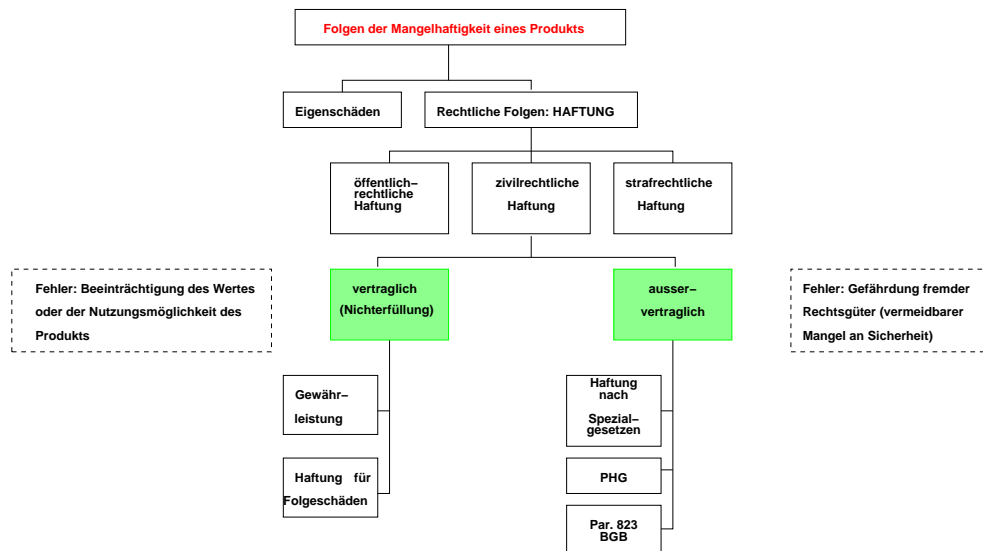 Folgen der Mangelhaftigkeit eines Produkts
Eigenschäden
Rechtliche Folgen: HAFTUNG
öffentlich–
rechtliche
Haftung
zivilrechtliche
Haftung
strafrechtliche
Haftung
Fehler: Beeinträchtigung des Wertes
oder der Nutzungsmöglichkeit des
Produkts
vertraglich
(Nichterfüllung)
ausser–
vertraglich
Fehler: Gefährdung fremder
Rechtsgüter (vermeidbarer
Mangel an Sicherheit)
Gewähr–
leistung
Haftung für
Folgeschäden
Haftung
nach
Spezial–
gesetzen
PHG
Par. 823
BGB